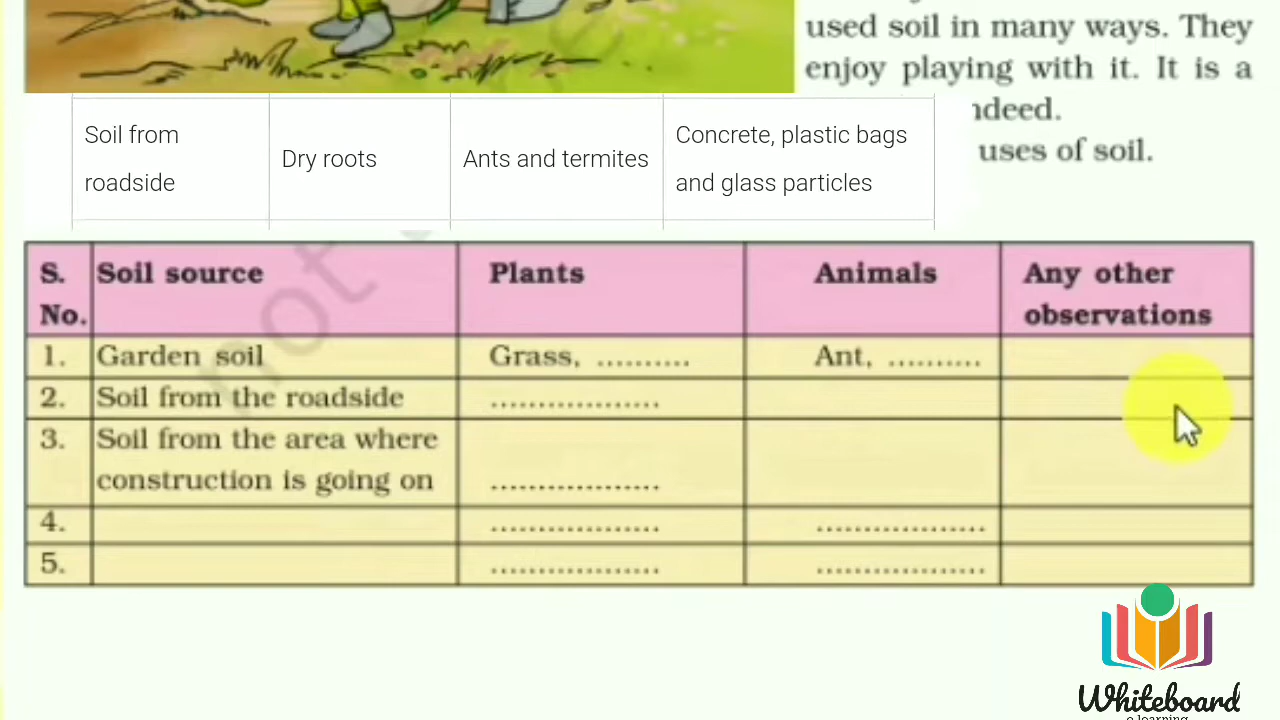 used soil in many ways. They
enjoy playing with it. It is a
ndeed.
uses of soil.
Soil from
roadside
Dry roots
Ants and termites
Concrete, plastic bags
and glass particles
not
S.
No.
Soil source
Plants
Animals
Any other
observations
1.
Garden soil
Grass, ..........
Ant, ..........
2.
Soil from the roadside
..................
3.
Soil from the area where
construction is going on
..................
4.
..................
..................
5.
..................
..................
Whiteboard
e learning